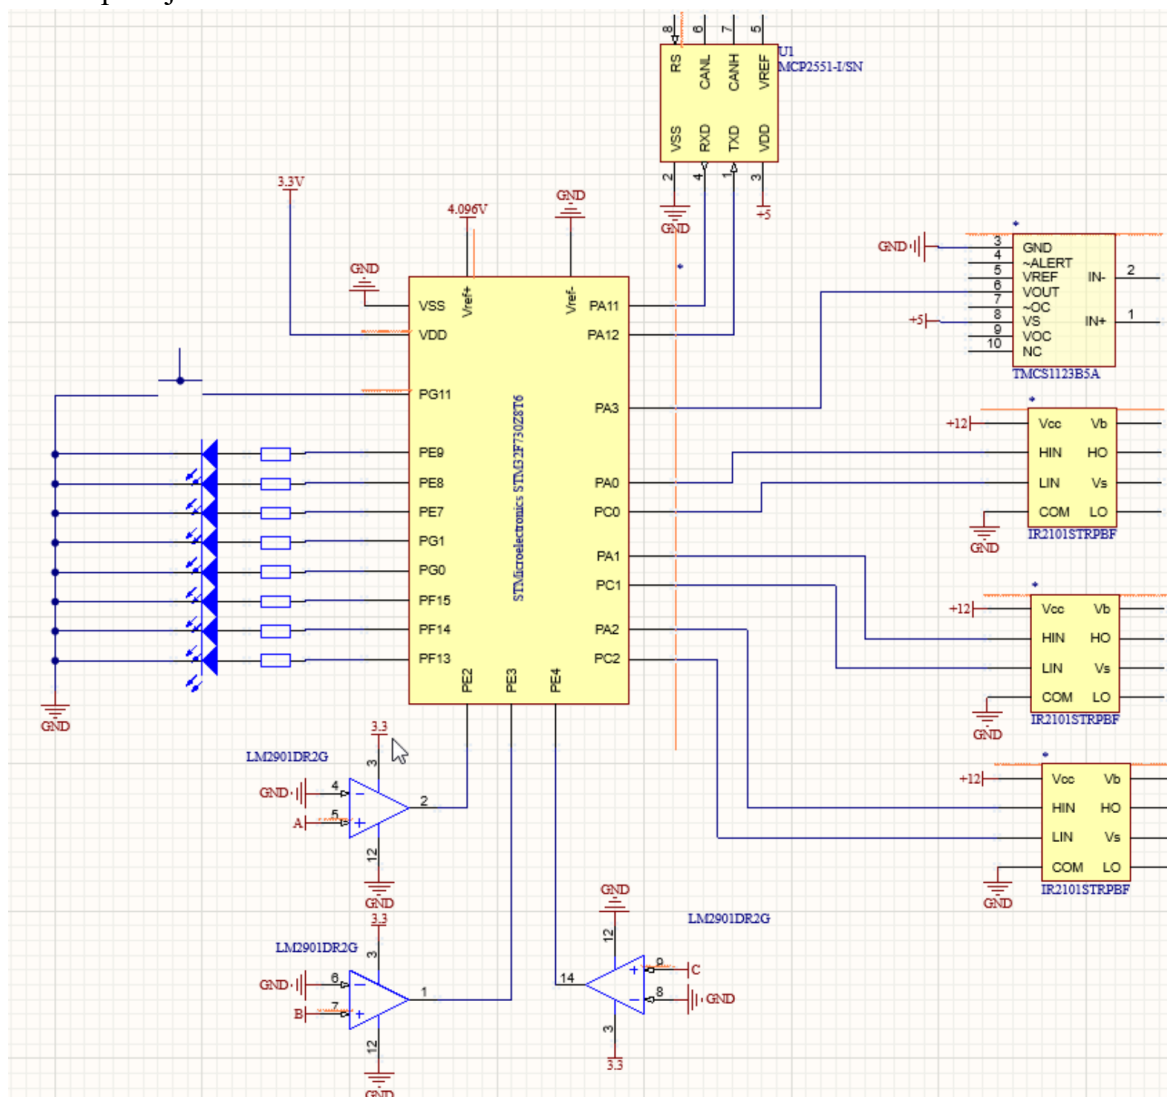 8 6 7 5
U1
MCP2551-I/SN
RS CANL CANH VREF
VSS RXD TXD VDD
2 4 1 3
GND
+5
3.3V
4.096V
GND
GND
VSS
VDD
Vref+
Vref-
PA11
PA12
PG11
PA3
PE9
PE8
PE7
PG1
PG0
PF15
PF14
PF13
PA0
PC0
PA1
PC1
PA2
PC2
PE2 PE3 PE4
STMicroelectronics STM32F730Z8T6
GND
GND
3 GND
4 ~ALERT
5 VREF
6 VOUT
7 ~OC
8 VS
9 VOC
10 NC
IN- 2
IN+ 1
+5
TMCS1123B5A
+12
Vcc Vb
HIN HO
LIN Vs
COM LO
GND
IR2101STRPBF
+12
Vcc Vb
HIN HO
LIN Vs
COM LO
GND
IR2101STRPBF
+12
Vcc Vb
HIN HO
LIN Vs
COM LO
GND
IR2101STRPBF
3.3
LM2901DR2G
3
GND 4
A 5
2
12
GND
3.3
LM2901DR2G
3
GND 6
B 7
1
12
GND
GND
LM2901DR2G
12
9 C
14
8 GND
3
3.3